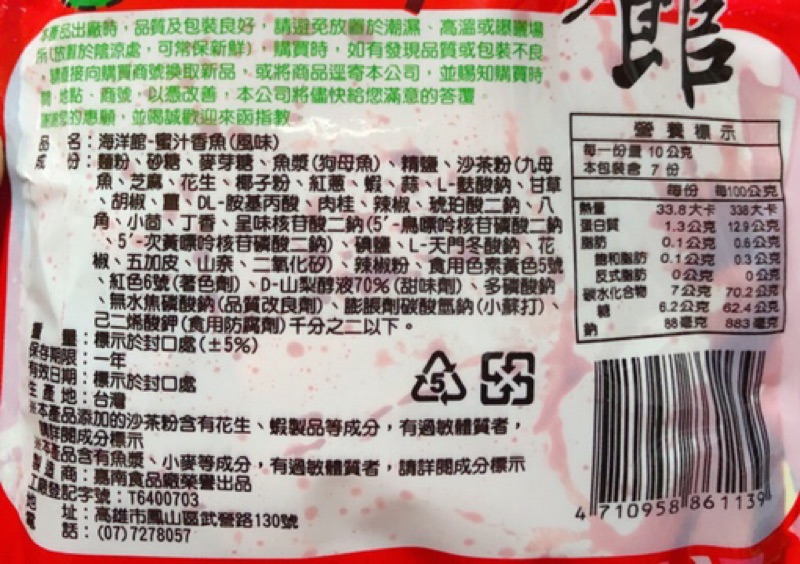 館
本產品出廠時，品質及包裝良好，請避免放置於潮濕、高溫或曝曬場
所(放置於陰涼處，可常保新鮮)，購買時，如有發現品質或包裝不良
請直接向購買商號換取新品，或將商品逕寄本公司，並賜知購買時
間、地點、商號，以憑改善，本公司將儘快給您滿意的答覆
的惠顧，並竭誠歡迎來函指教
品　名：海洋館-蜜汁香魚(風味)
成　份：麵粉、砂糖、麥芽糖、魚漿(狗母魚)、精鹽、沙茶粉(九母
魚、芝麻、花生、椰子粉、紅蔥、蝦、蒜、L-麩酸鈉、甘草
、胡椒、薑、DL-胺基丙酸、肉桂、辣椒、琥珀酸二鈉、八
角、小茴、丁香、呈味核苷酸二鈉(5'-鳥嘌呤核苷磷酸二鈉
、5'-次黃嘌呤核苷磷酸二鈉)、碘鹽、L-天門冬酸鈉、花
椒、五加皮、山奈、二氧化矽)、辣椒粉、食用色素黃色5號
、紅色6號(著色劑)、D-山梨醇液70%(甜味劑)、多磷酸鈉
、無水焦磷酸鈉(品質改良劑)、膨脹劑碳酸氫鈉(小蘇打)、
己二烯酸鉀(食用防腐劑)千分之二以下。
重　量：標示於封口處(±5%)
保存期限：一年
有效日期：標示於封口處
生 產 地：台灣
※本產品添加的沙茶粉含有花生、蝦製品等成分，有過敏體質者，
請詳閱成分標示
※本產品含有魚漿、小麥等成分，有過敏體質者，請詳閱成分標示
製 造 商：嘉南食品廠榮譽出品
工廠登記字號：T6400703
地　址：高雄市鳳山區武營路130號
電　話：(07)7278057
營養標示
每一份量 10公克
本包裝含 7 份
每份 每100公克
熱量 33.8大卡 338大卡
蛋白質 1.3公克 12.9公克
脂肪 0.1公克 0.6公克
飽和脂肪 0.1公克 0.3公克
反式脂肪 0公克 0公克
碳水化合物 7公克 70.2公克
糖 6.2公克 62.4公克
鈉 88毫克 883毫克
5
4 710958 861139